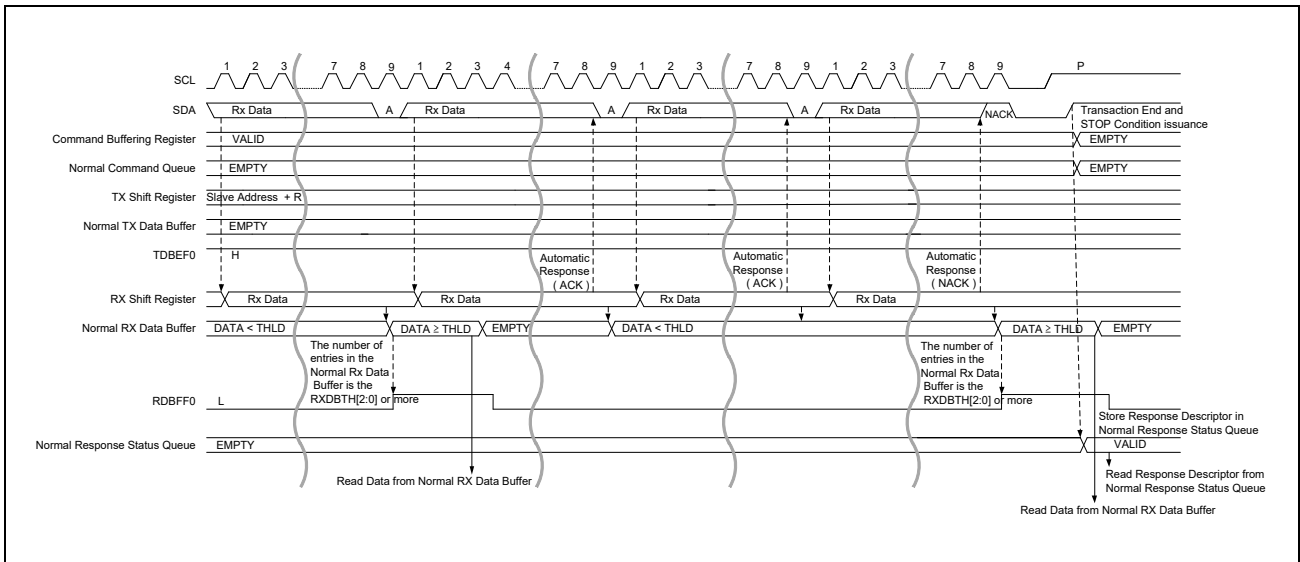 1 2 3 7 8 9 1 2 3 4 7 8 9 1 2 3 7 8 9 1 2 3 7 8 9 P
SCL
SDA Rx Data A Rx Data A Rx Data A Rx Data NACK Transaction End and
STOP Condition issuance
Command Buffering Register VALID EMPTY
Normal Command Queue EMPTY EMPTY
TX Shift Register Slave Address + R
Normal TX Data Buffer EMPTY
TDBEF0 H
Automatic Automatic Automatic
Response Response Response
( ACK ) ( ACK ) ( NACK )
RX Shift Register Rx Data Rx Data Rx Data Rx Data
Normal RX Data Buffer DATA < THLD DATA ≥ THLD EMPTY DATA < THLD DATA ≥ THLD EMPTY
The number of The number of
entries in the entries in the
Normal Rx Data Normal Rx Data
Buffer is the Buffer is the
RXDBTH[2:0] or more RXDBTH[2:0] or more
RDBFF0 L
Store Response Descriptor in
Normal Response Status Queue
Normal Response Status Queue EMPTY VALID
Read Data from Normal RX Data Buffer
Read Response Descriptor from
Normal Response Status Queue
Read Data from Normal RX Data Buffer